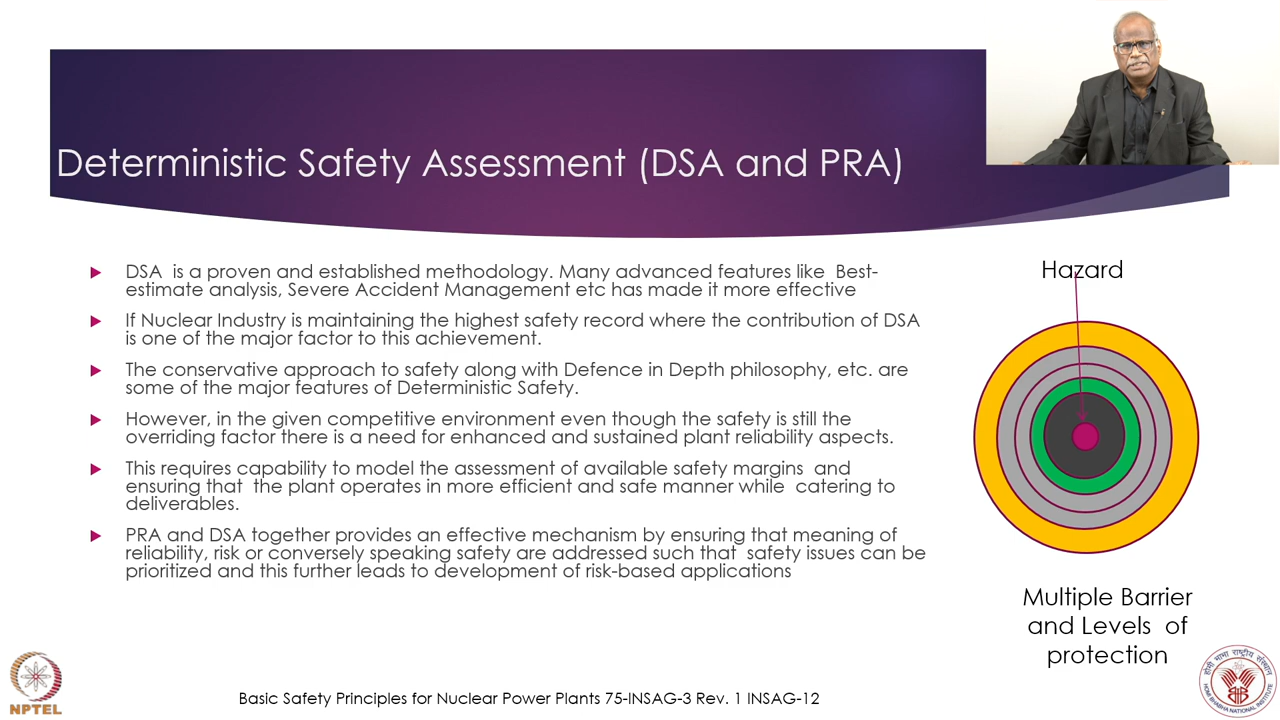 Deterministic Safety Assessment (DSA and PRA)
DSA is a proven and established methodology. Many advanced features like Best-
estimate analysis, Severe Accident Management etc has made it more effective
If Nuclear Industry is maintaining the highest safety record where the contribution of DSA
is one of the major factor to this achievement.
The conservative approach to safety along with Defence in Depth philosophy, etc. are
some of the major features of Deterministic Safety.
However, in the given competitive environment even though the safety is still the
overriding factor there is a need for enhanced and sustained plant reliability aspects.
This requires capability to model the assessment of available safety margins and
ensuring that the plant operates in more efficient and safe manner while catering to
deliverables.
PRA and DSA together provides an effective mechanism by ensuring that meaning of
reliability, risk or conversely speaking safety are addressed such that safety issues can be
prioritized and this further leads to development of risk-based applications
Hazard
Multiple Barrier
and Levels of
protection
Basic Safety Principles for Nuclear Power Plants 75-INSAG-3 Rev. 1 INSAG-12
NPTEL
होमी भाभा राष्ट्रीय संस्थान
HOMI BHABHA NATIONAL INSTITUTE